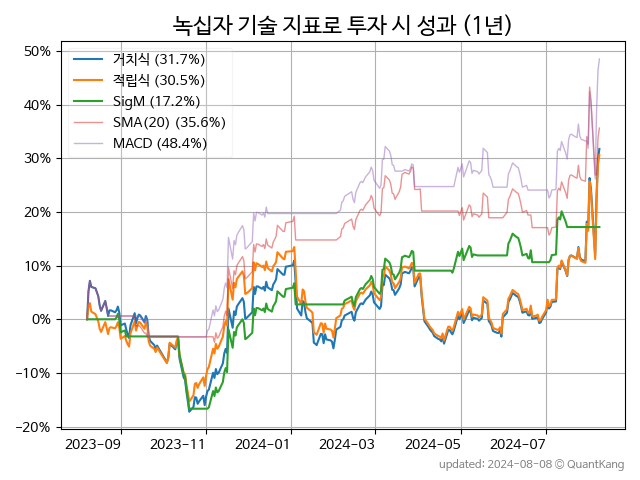 녹십자 기술 지표로 투자 시 성과 (1년)
50%
40%
30%
20%
10%
0%
−10%
−20%
거치식 (31.7%)
적립식 (30.5%)
SigM (17.2%)
SMA(20) (35.6%)
MACD (48.4%)
2023-09
2023-11
2024-01
2024-03
2024-05
2024-07
updated: 2024-08-08 © QuantKang